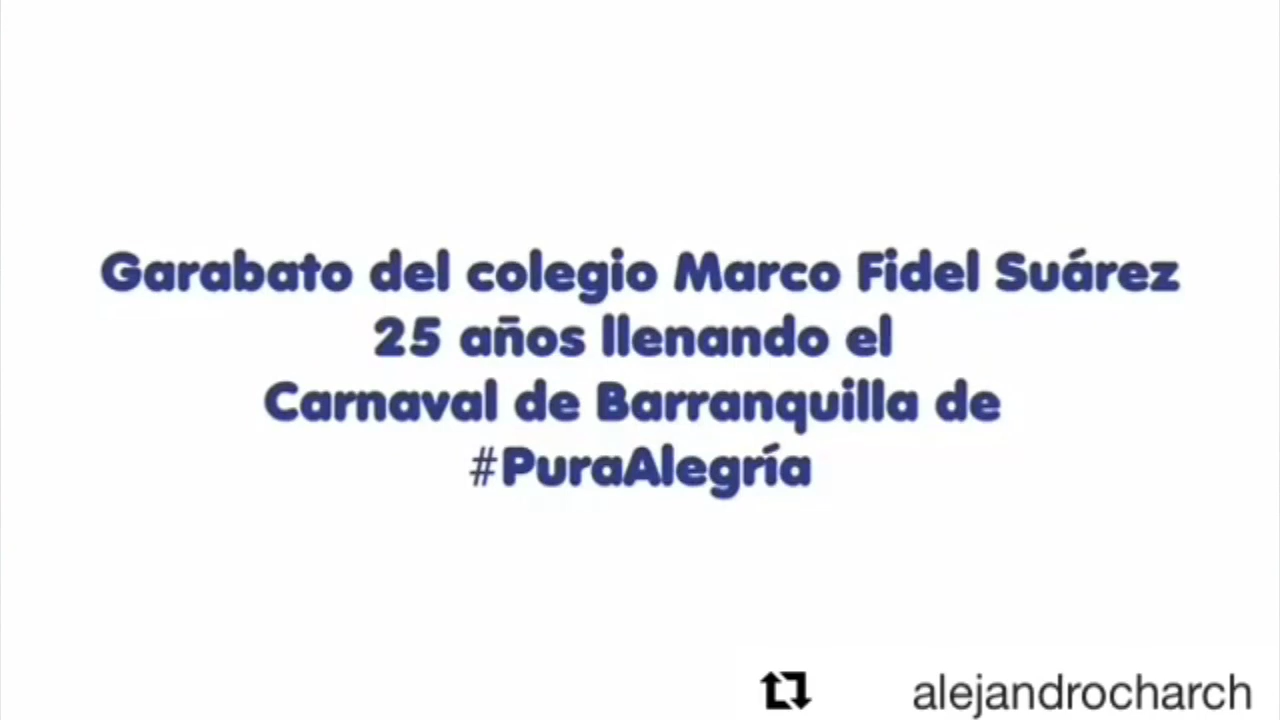 Garabato del colegio Marco Fidel Suárez
25 años llenando el
Carnaval de Barranquilla de
#PuraAlegría
alejandrocharch